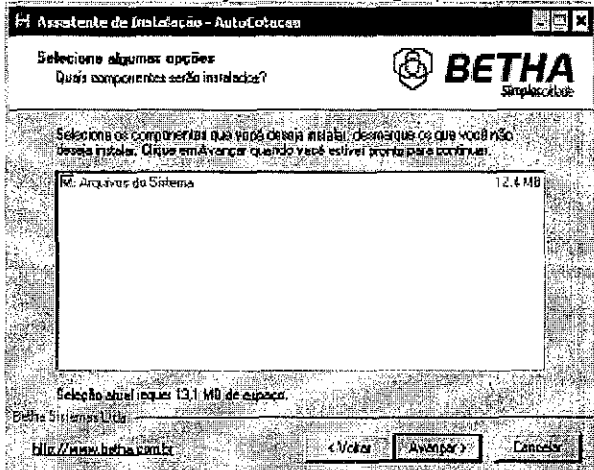 Assistente de Instalação - AutoCotacao
Selecione algumas opções
Quais componentes serão instalados?
BETHA
Simplescidade
Selecione os componentes que você deseja instalar, desmarque os que você não
deseja instalar. Clique em Avançar quando você estiver pronto para continuar.
Arquivos do Sistema 12.4 MB
Seleção atual requer 13,1 MB de espaço.
Betha Sistemas Ltda
http://www.betha.com.br
< Voltar Avançar > Cancelar